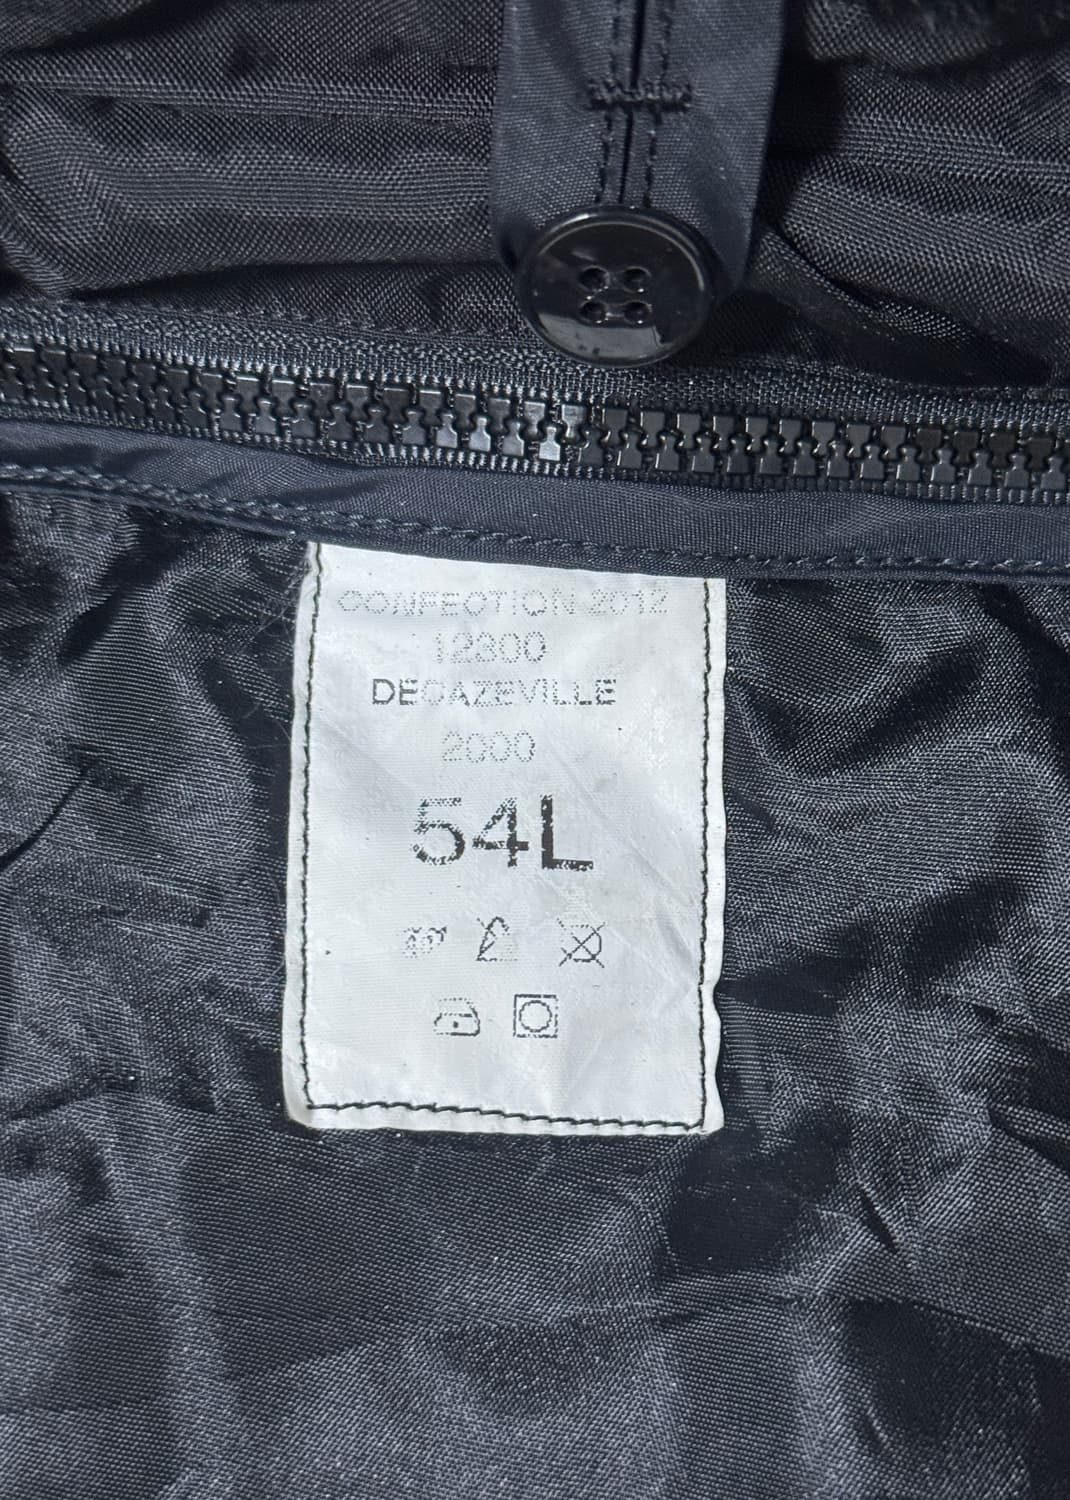 CONFECTION 2012
12300
DECAZEVILLE
2000
54L